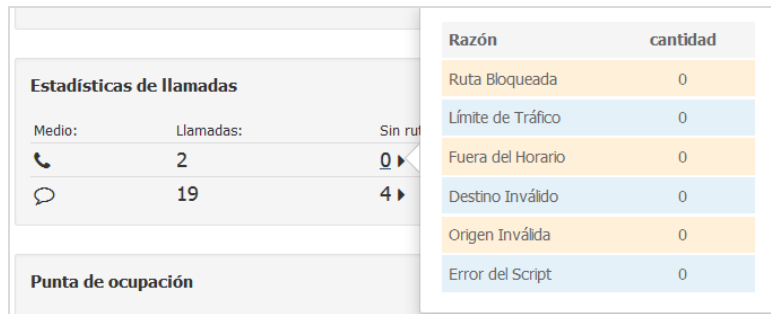 Estadísticas de llamadas
Medio: Llamadas: Sin rut
2 0
19 4
Punta de ocupación
Razón cantidad
Ruta Bloqueada 0
Límite de Tráfico 0
Fuera del Horario 0
Destino Inválido 0
Origen Inválida 0
Error del Script 0